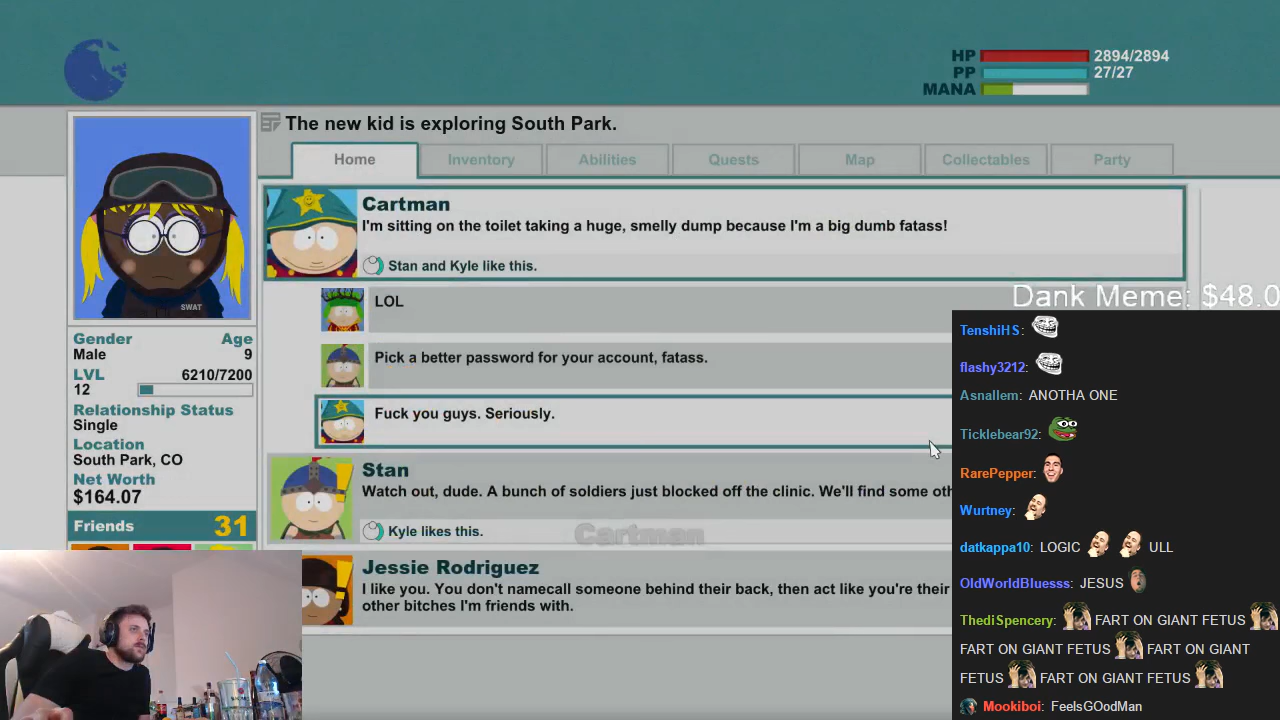 HP 2894/2894
PP 27/27
MANA
The new kid is exploring South Park.
Home Inventory Abilities Quests Map Collectables Party
SWAT
Gender Age
Male 9
LVL 6210/7200
12
Relationship Status
Single
Location
South Park, CO
Net Worth
$164.07
Friends 31
Cartman
I'm sitting on the toilet taking a huge, smelly dump because I'm a big dumb fatass!
Stan and Kyle like this.
LOL
Pick a better password for your account, fatass.
Fuck you guys. Seriously.
Stan
Watch out, dude. A bunch of soldiers just blocked off the clinic. We'll find some
Kyle likes this.
Cartman
Jessie Rodriguez
I like you. You don't namecall someone behind their back, then act like you're their
other bitches I'm friends with.
Dank Meme: $48.0
TenshiHS:
flashy3212:
Asnallem: ANOTHA ONE
Ticklebear92:
RarePepper:
Wurtney:
datkappa10: LOGIC ULL
OldWorldBluesss: JESUS
ThediSpencery: FART ON GIANT FETUS
FART ON GIANT FETUS FART ON GIANT
FETUS FART ON GIANT FETUS
Mookiboi: FeelsGOodMan